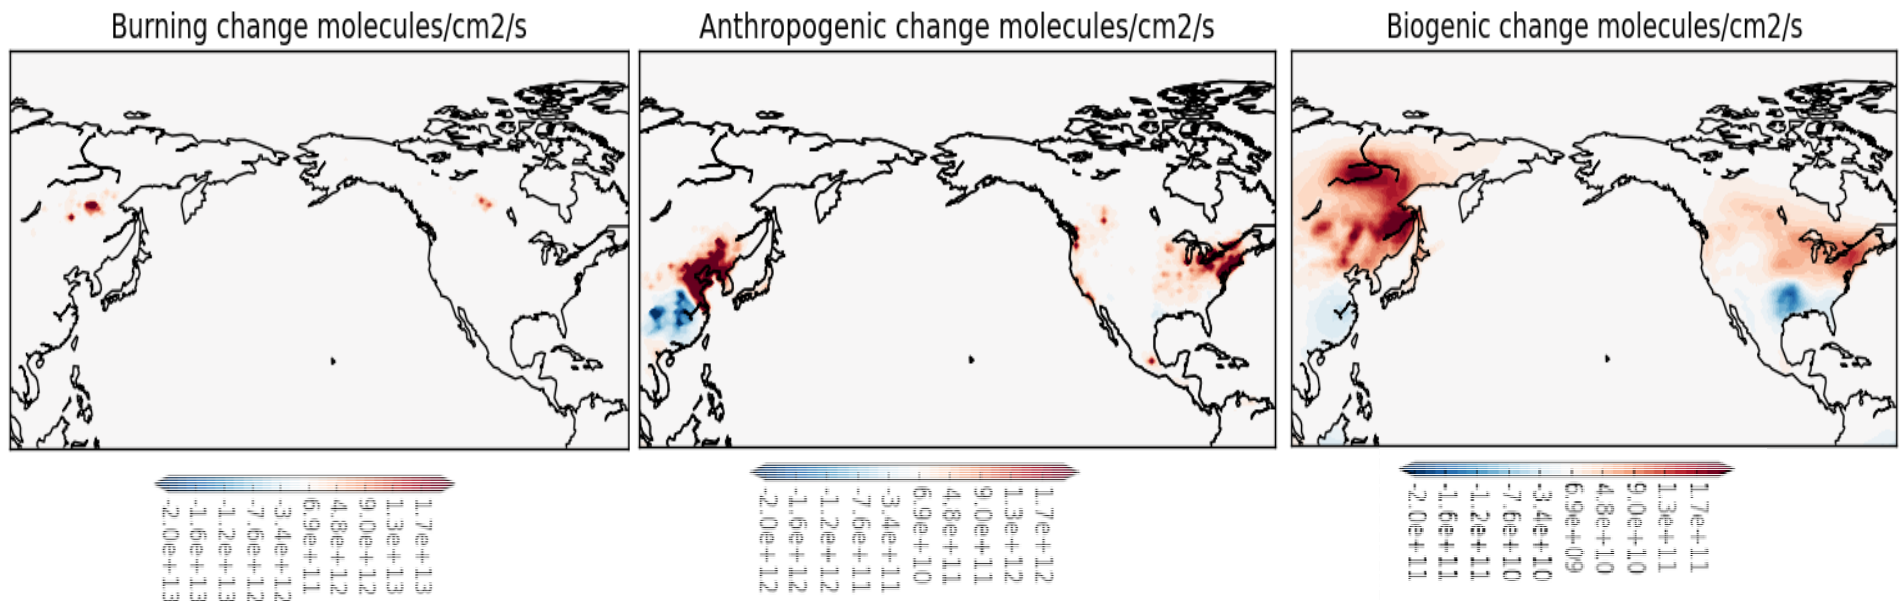 Burning change molecules/cm2/s
Anthropogenic change molecules/cm2/s
Biogenic change molecules/cm2/s
-2.0e+13
-1.6e+13
-1.2e+13
-7.6e+12
-3.4e+12
6.9e+11
4.8e+12
9.0e+12
1.3e+13
1.7e+13
-2.0e+12
-1.6e+12
-1.2e+12
-7.6e+11
-3.4e+11
6.9e+10
4.8e+11
9.0e+11
1.3e+12
1.7e+12
-2.0e+11
-1.6e+11
-1.2e+11
-7.6e+10
-3.4e+10
6.9e+09
4.8e+10
9.0e+10
1.3e+11
1.7e+11